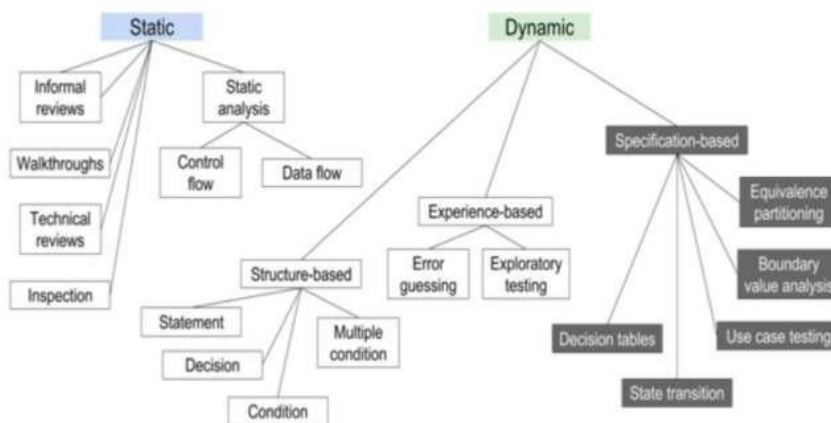 Static
Dynamic
Informal
reviews
Static
analysis
Walkthroughs
Control
flow
Data flow
Technical
reviews
Inspection
Structure-based
Statement
Decision
Condition
Multiple
condition
Experience-based
Error
guessing
Exploratory
testing
Specification-based
Equivalence
partitioning
Boundary
value analysis
Use case testing
Decision tables
State transition